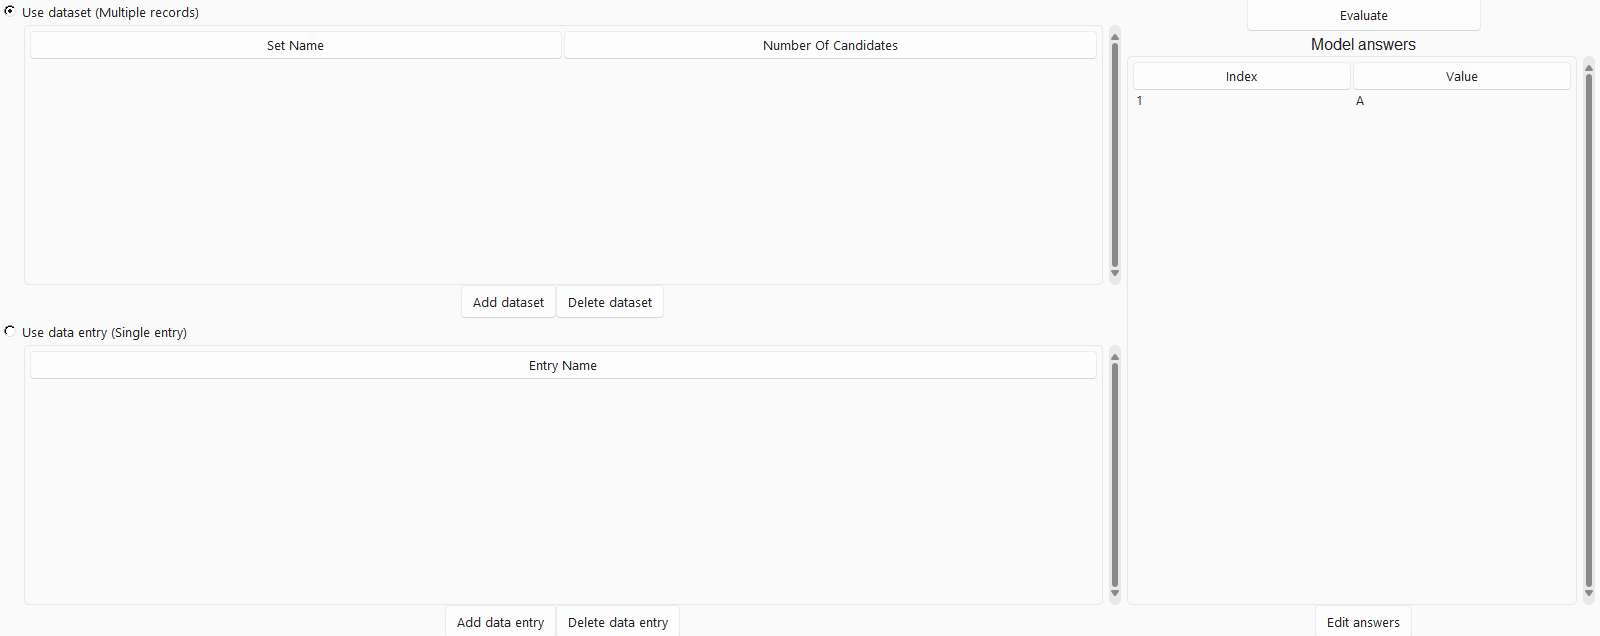 Use dataset (Multiple records)
Set Name
Number Of Candidates
Add dataset
Delete dataset
Use data entry (Single entry)
Entry Name
Add data entry
Delete data entry
Evaluate
Model answers
Index
Value
1
A
Edit answers